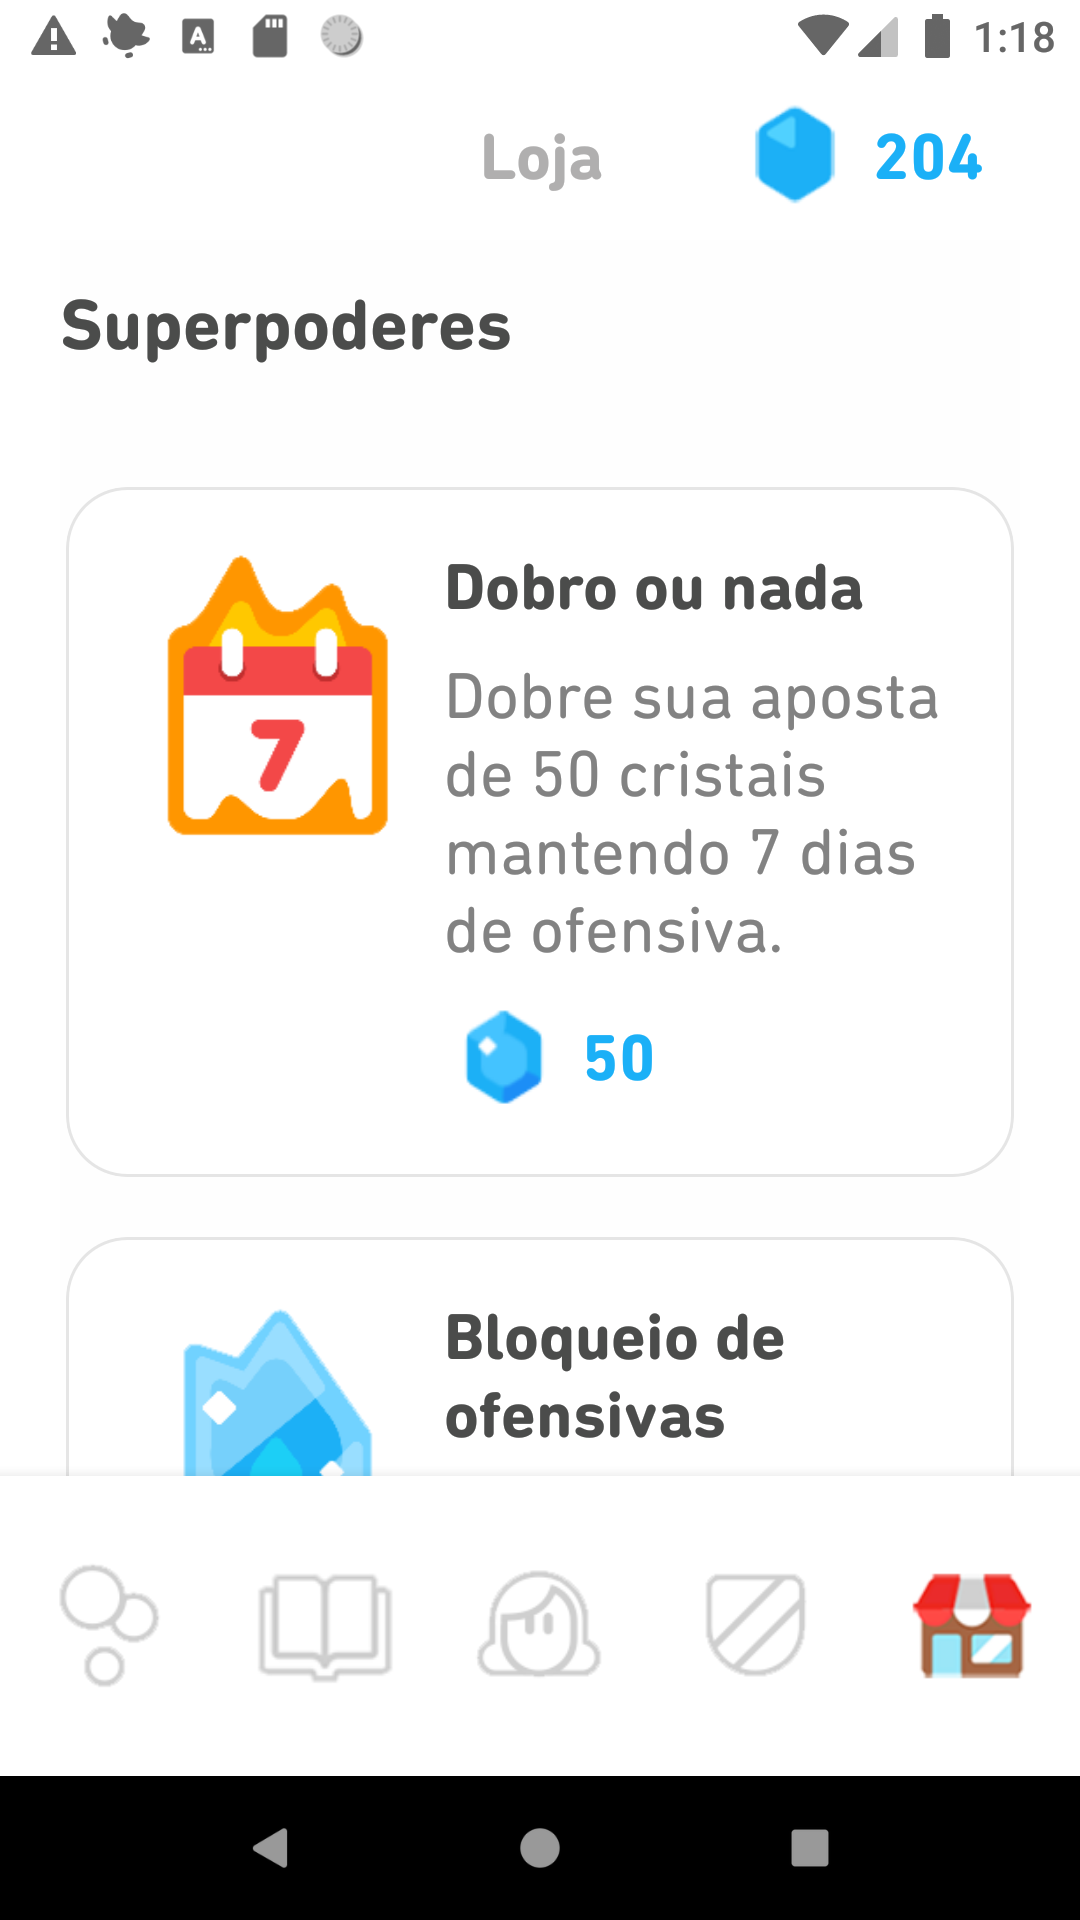 1:18
Loja
204
Superpoderes
7
Dobro ou nada
Dobre sua aposta
de 50 cristais
mantendo 7 dias
de ofensiva.
50
Bloqueio de
ofensivas